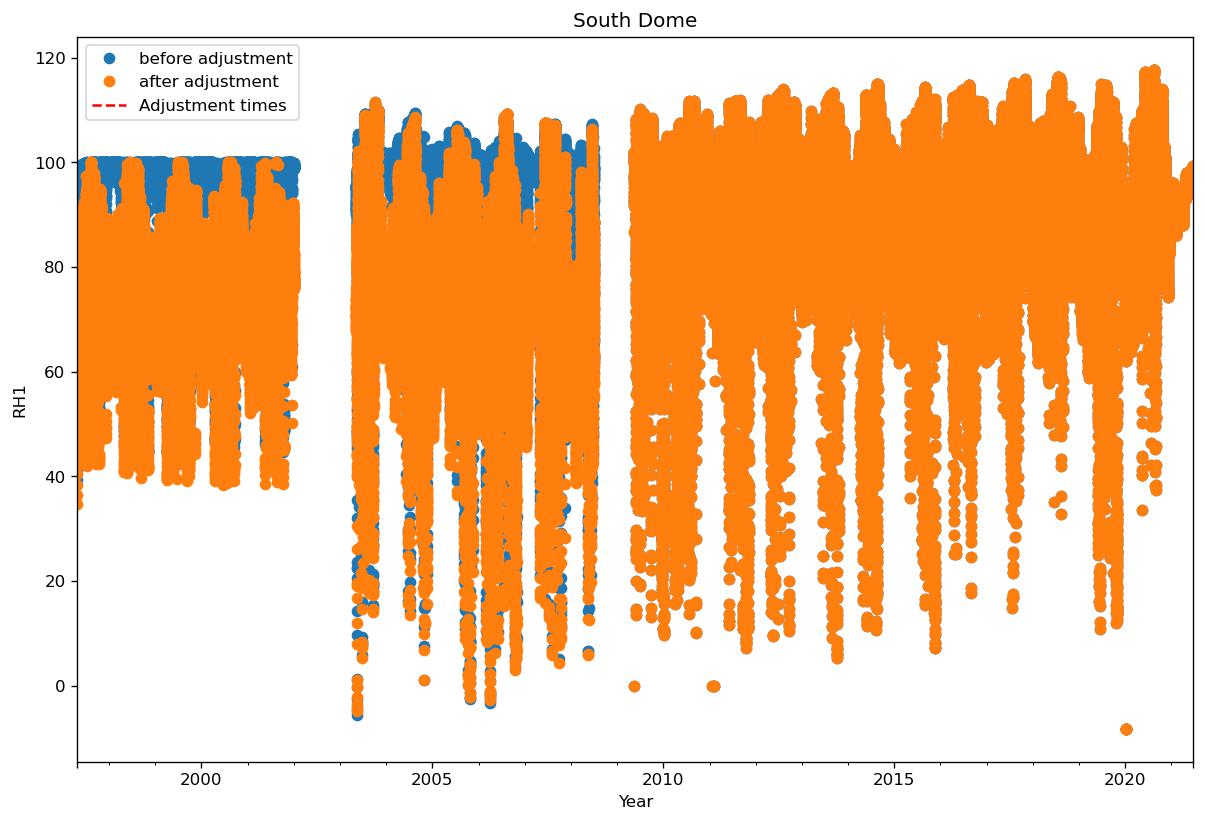 South Dome
before adjustment
after adjustment
Adjustment times
120
100
80
60
40
20
0
RH1
2000 2005 2010 2015 2020
Year